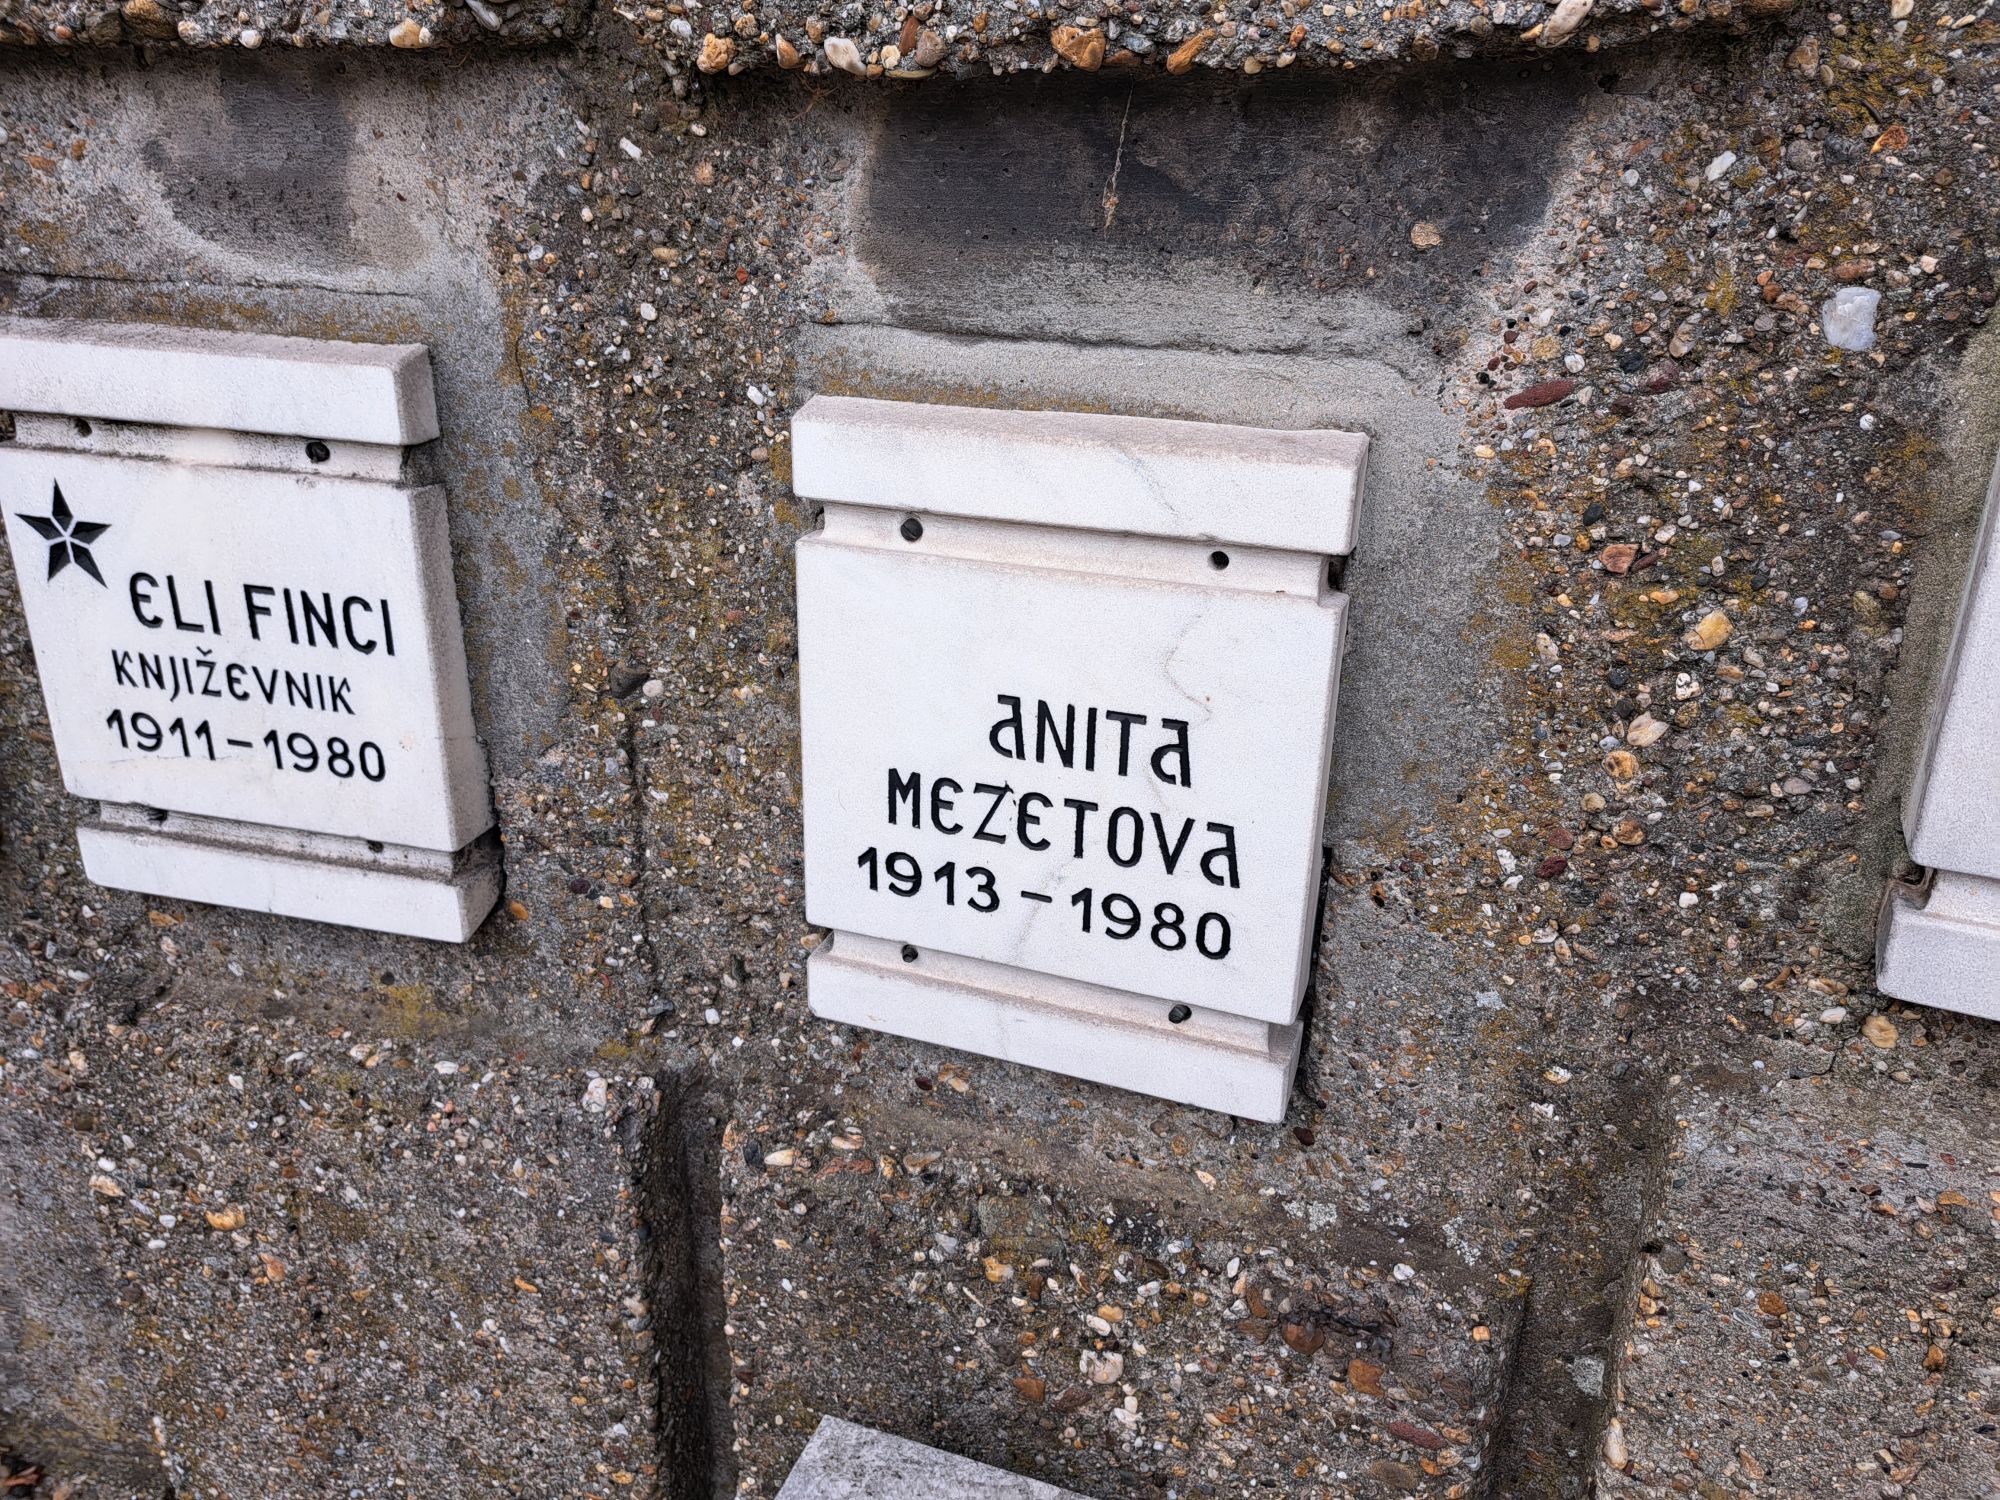 ELI FINCI
KNJIŽEVNIK
1911-1980
ANITA
MEZETOVA
1913-1980